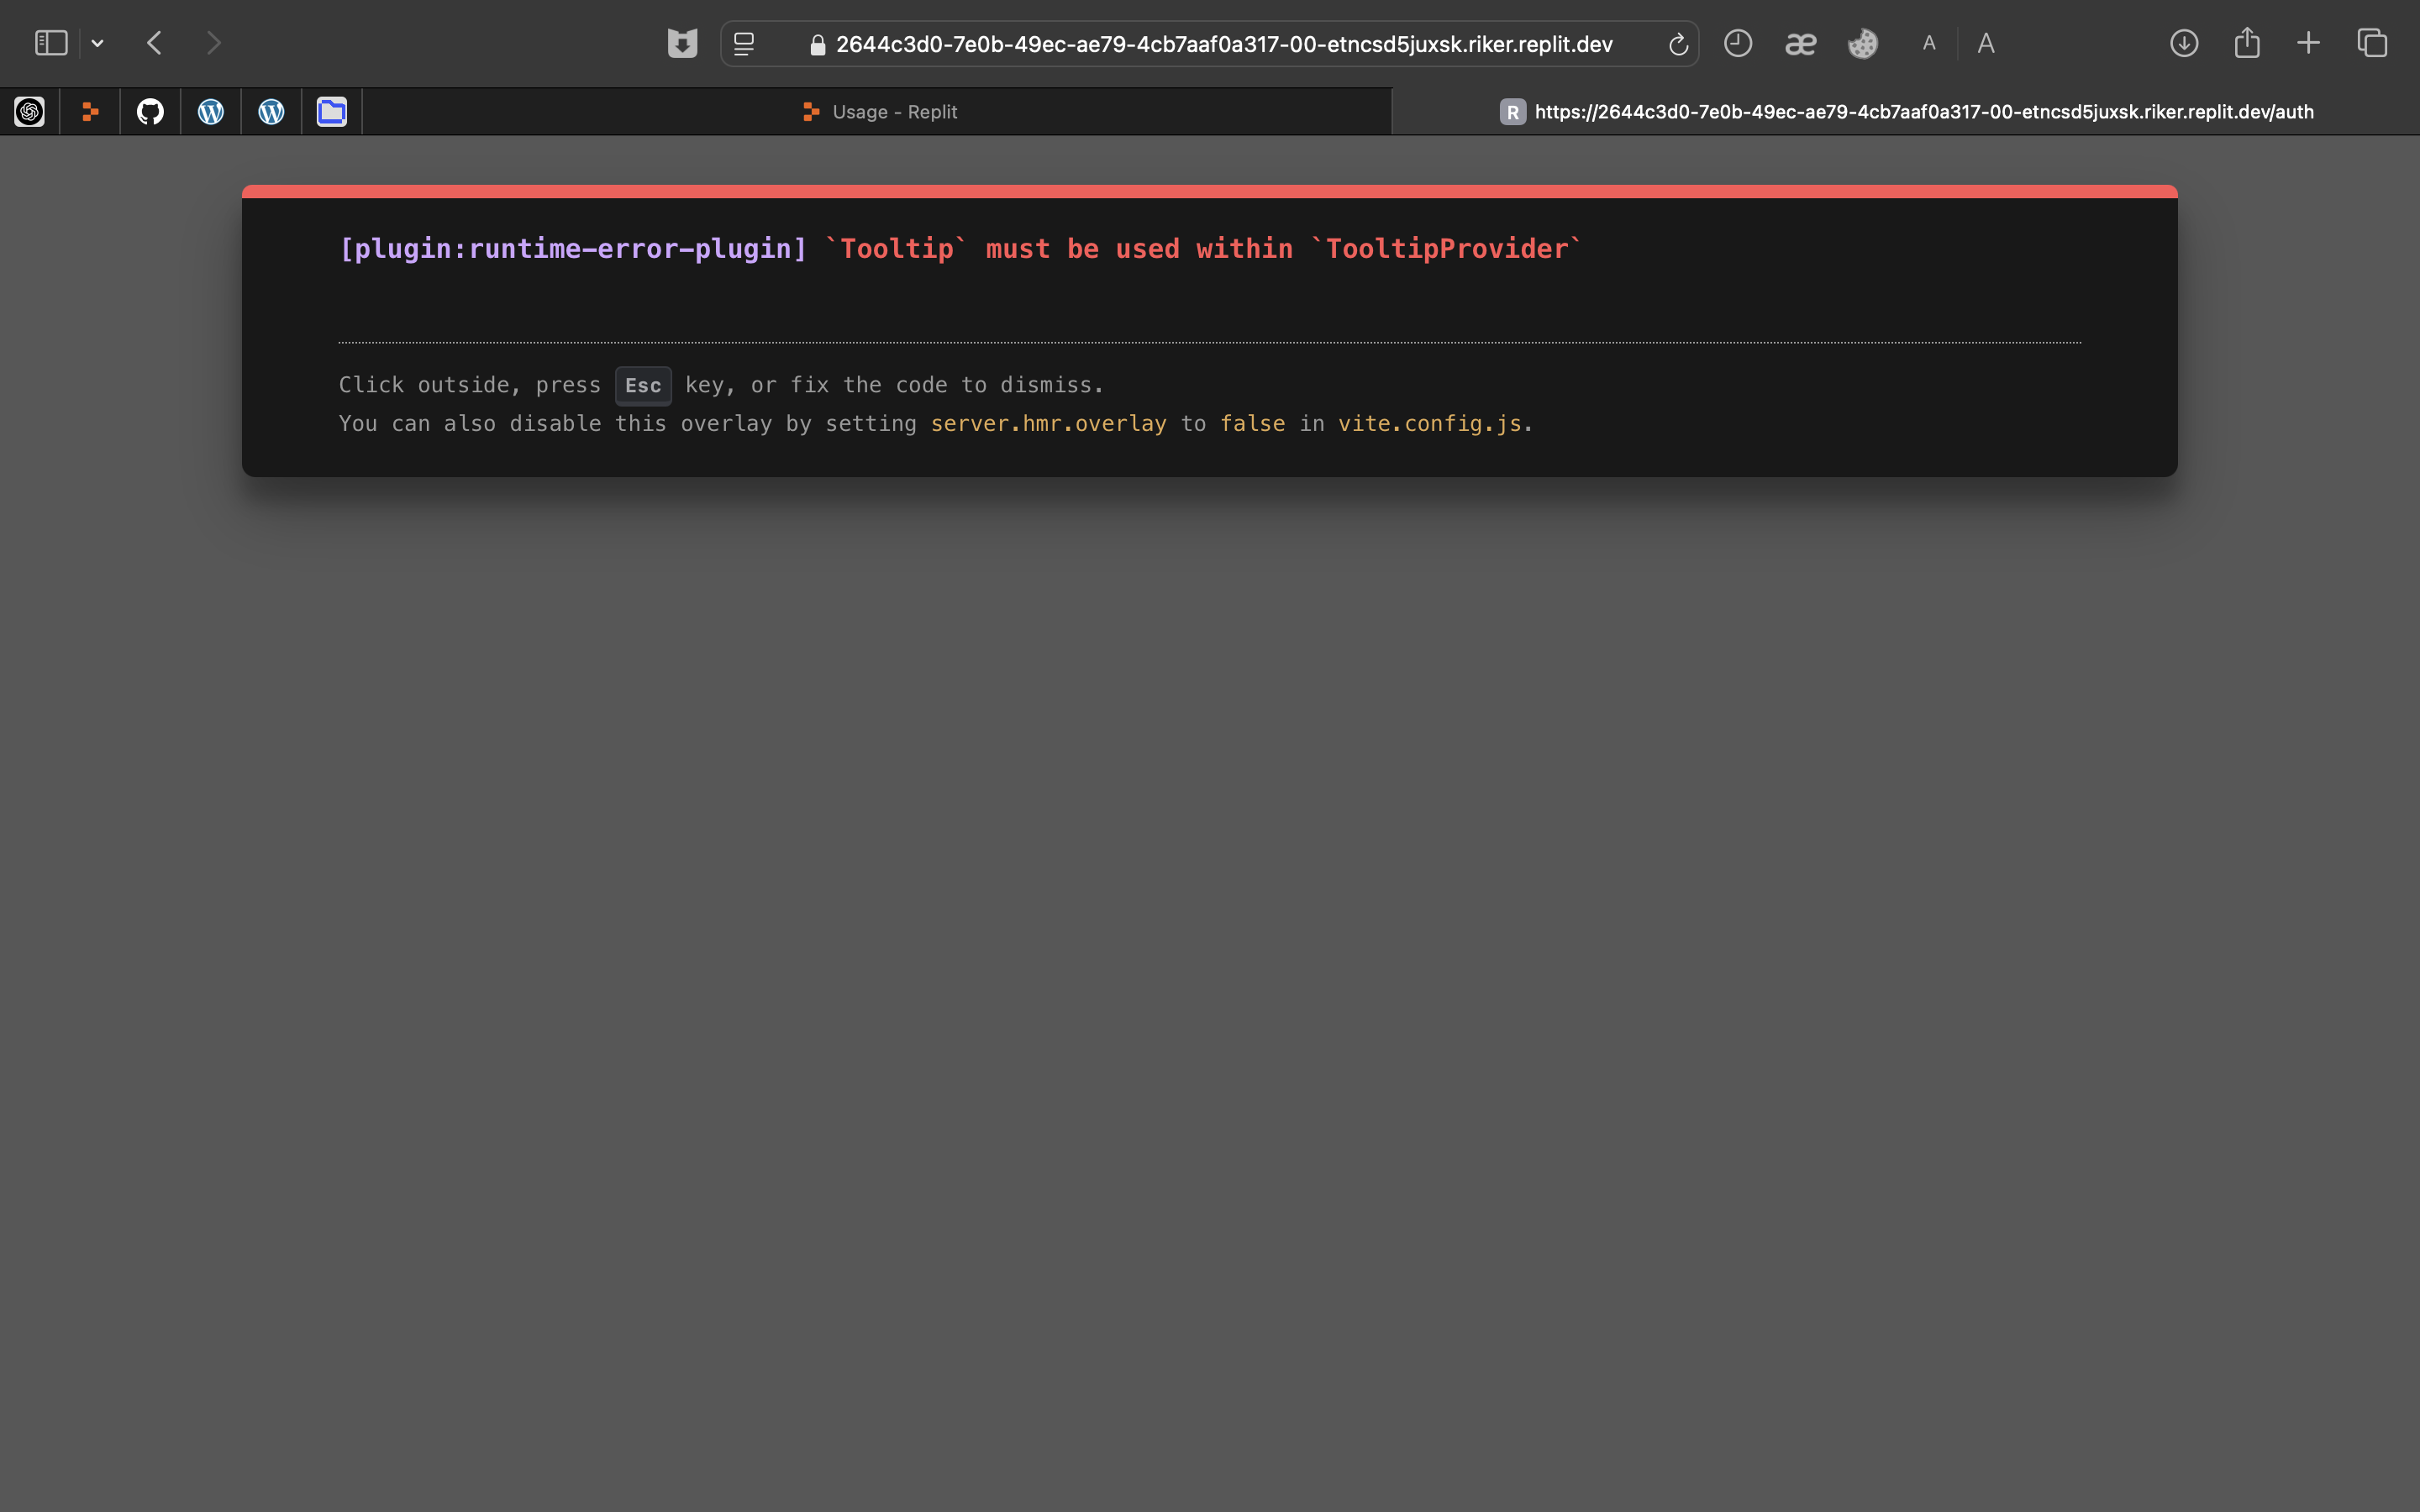 2644c3d0-7e0b-49ec-ae79-4cb7aaf0a317-00-etncsd5juxsk.riker.replit.dev
æ
A
A
Usage - Replit
R
https://2644c3d0-7e0b-49ec-ae79-4cb7aaf0a317-00-etncsd5juxsk.riker.replit.dev/auth
[plugin:runtime-error-plugin] `Tooltip` must be used within `TooltipProvider`
Click outside, press Esc key, or fix the code to dismiss.
You can also disable this overlay by setting server.hmr.overlay to false in vite.config.js.